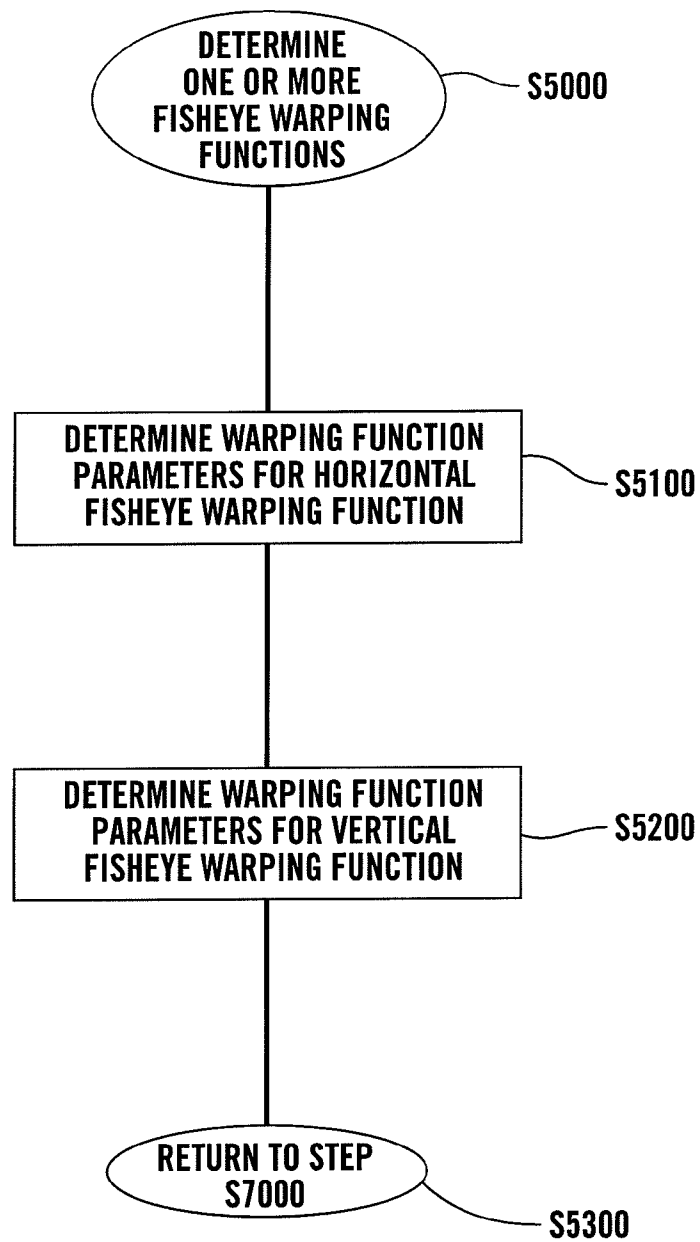 DETERMINE
ONE OR MORE
FISHEYE WARPING
FUNCTIONS
S5000
DETERMINE WARPING FUNCTION
PARAMETERS FOR HORIZONTAL
FISHEYE WARPING FUNCTION
S5100
DETERMINE WARPING FUNCTION
PARAMETERS FOR VERTICAL
FISHEYE WARPING FUNCTION
S5200
RETURN TO STEP
S7000
S5300